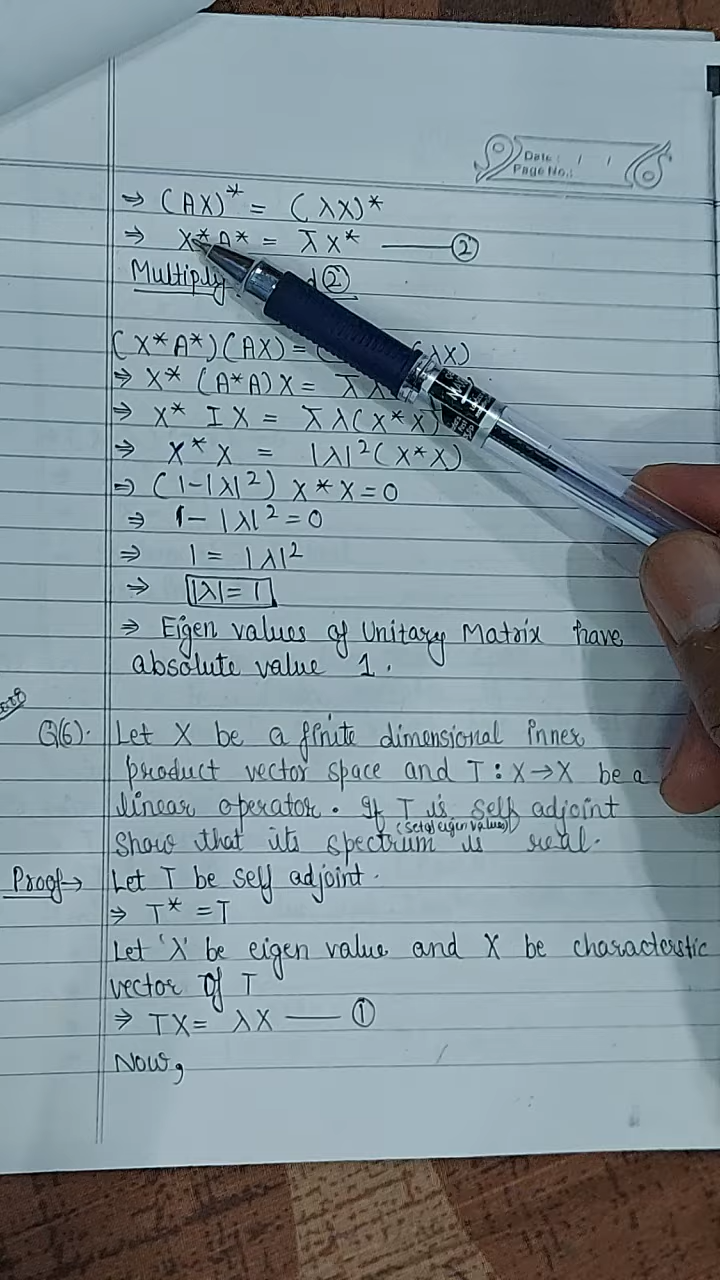 Date : / /
Page No.:
⇒ (AX)* = (λX)*
⇒ X*A* = λ̄ X* —— ②
Multiply ②
(X*A*)(AX) = (λX)
⇒ X* (A*A) X = λ̄
⇒ X* I X = λ̄ λ (X*X)
⇒ X*X = |λ|² (X*X)
⇒ (1-|λ|²) X*X = 0
⇒ 1 - |λ|² = 0
⇒ 1 = |λ|²
⇒ |λ| = 1
⇒ Eigen values of Unitary Matrix have
absolute value 1.
Q(6). Let X be a finite dimensional inner
product vector space and T : X → X be a
linear operator. If T is self adjoint
(set of eigen values)
Show that its spectrum is real.
Proof → Let T be self adjoint.
⇒ T* = T
Let 'λ' be eigen value and X be characterstic
vector of T
⇒ TX = λX —— ①
Now,